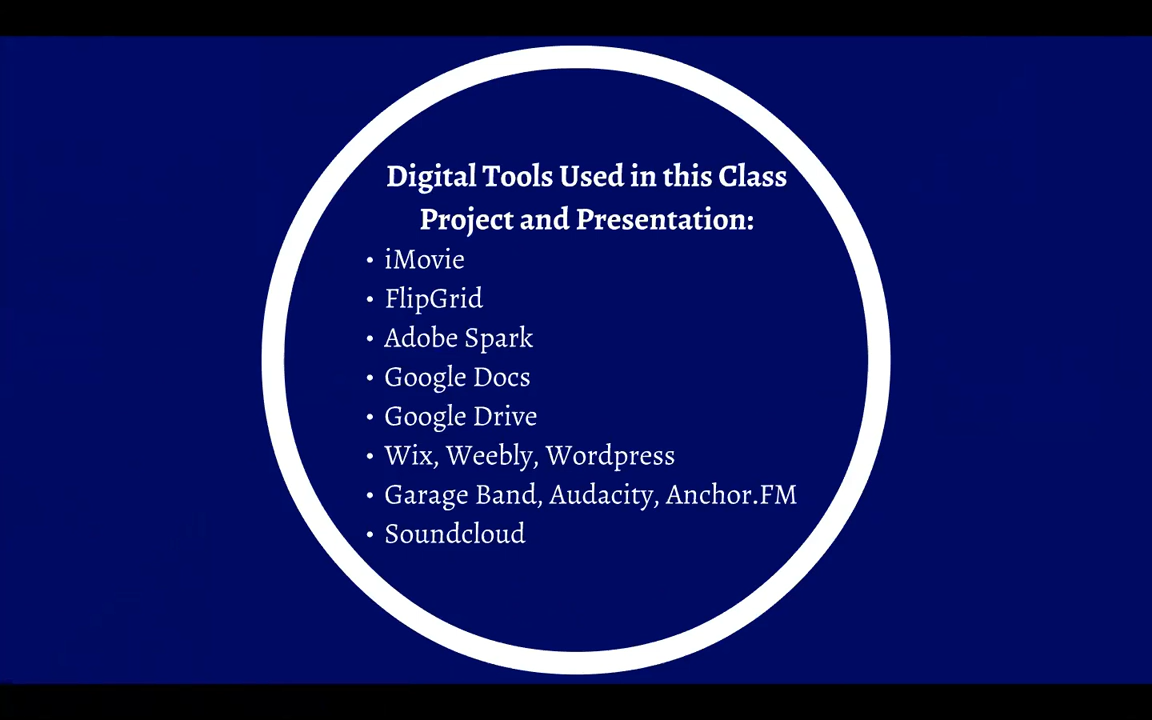 Digital Tools Used in this Class
Project and Presentation:
• iMovie
• FlipGrid
• Adobe Spark
• Google Docs
• Google Drive
• Wix, Weebly, Wordpress
• Garage Band, Audacity, Anchor.FM
• Soundcloud